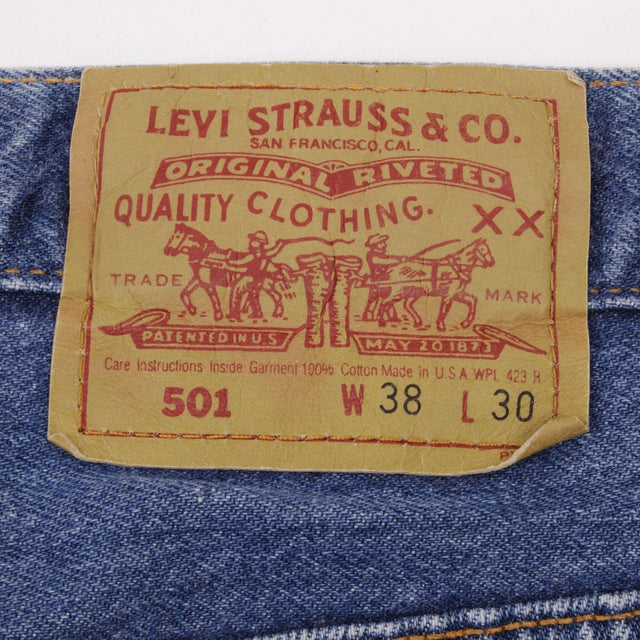 LEVI STRAUSS & CO.
SAN FRANCISCO, CAL.
ORIGINAL RIVETED
QUALITY CLOTHING. XX
TRADE MARK
PATENTED IN U.S. MAY 20 1873
Care Instructions Inside Garment 100% Cotton Made in U.S.A. WPL 423 R
501 W 38 L 30